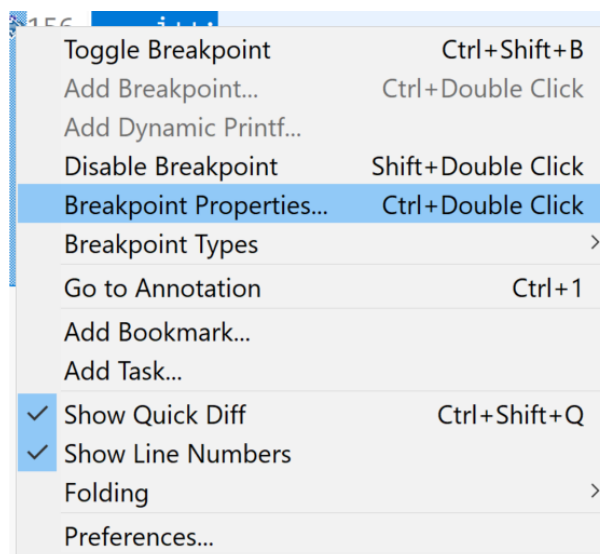 156 i++;
Toggle Breakpoint Ctrl+Shift+B
Add Breakpoint... Ctrl+Double Click
Add Dynamic Printf...
Disable Breakpoint Shift+Double Click
Breakpoint Properties... Ctrl+Double Click
Breakpoint Types
Go to Annotation Ctrl+1
Add Bookmark...
Add Task...
Show Quick Diff Ctrl+Shift+Q
Show Line Numbers
Folding
Preferences...